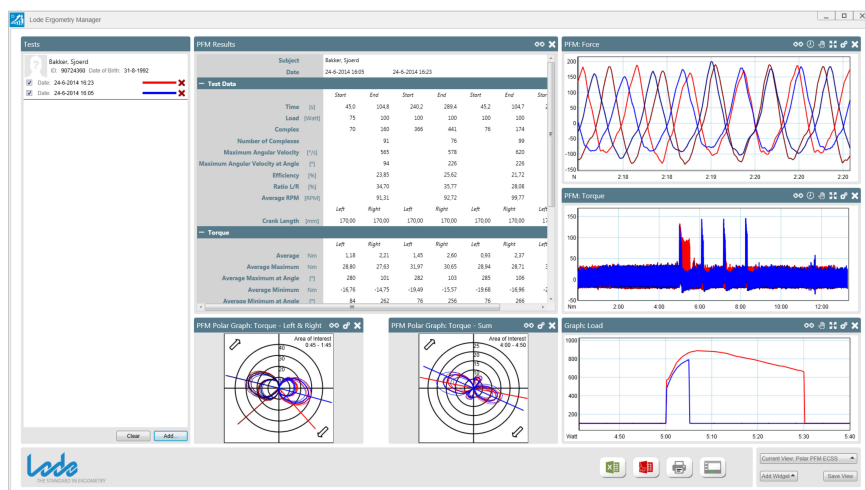 Lode Ergometry Manager
Tests
Bakker, Sjoerd
ID: 90724360 Date of Birth: 31-8-1992
Date: 24-6-2014 16:23
Date: 24-6-2014 16:05
Clear Add...
PFM Results
Subject Bakker, Sjoerd
Date 24-6-2014 16:05 24-6-2014 16:23
Test Data
Start End Start End Start End Start
Time [s] 45,0 104,8 240,2 289,4 45,2 104,7
Load [Watt] 75 100 100 100 100 100
Complex 70 160 366 441 76 174
Number of Complexes 91 76 99
Maximum Angular Velocity [°/s] 565 578 620
Maximum Angular Velocity at Angle [°] 94 226 226
Efficiency [%] 23,85 25,62 21,72
Ratio L/R [%] 34,70 35,77 28,08
Average RPM [RPM] 91,31 92,72 99,77
Left Right Left Right Left Right Left
Crank Length [mm] 170,00 170,00 170,00 170,00 170,00 170,00
Torque
Left Right Left Right Left Right Left
Average Nm 1,18 2,21 1,45 2,60 0,93 2,37
Average Maximum Nm 28,80 27,63 31,97 30,65 28,94 28,71
Average Maximum at Angle [°] 280 101 282 103 285 106
Average Minimum Nm -16,76 -14,75 -19,49 -15,57 -19,68 -16,96
Average Minimum at Angle [°] 84 262 76 256 76 266
PFM Polar Graph: Torque - Left & Right
Area of Interest
0:45 - 1:45
40
30
20
PFM Polar Graph: Torque - Sum
Area of Interest
4:00 - 4:50
25
PFM: Force
200
150
100
50
0
-50
-100
-150
N 2:18 2:19 2:20 2:20
PFM: Torque
150
100
50
0
-50
Nm 2:00 4:00 6:00 8:00 10:00 12:00
Graph: Load
1000
800
600
400
200
Watt 4:50 5:00 5:10 5:20 5:30 5:40
Lode
THE STANDARD IN ERGOMETRY
Current View: Polar PFM ECSS
Add Widget Save View